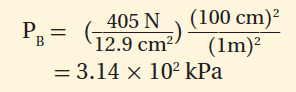 P_B = (405 N / 12.9 cm²) (100 cm)² / (1m)²
= 3.14 × 10² kPa